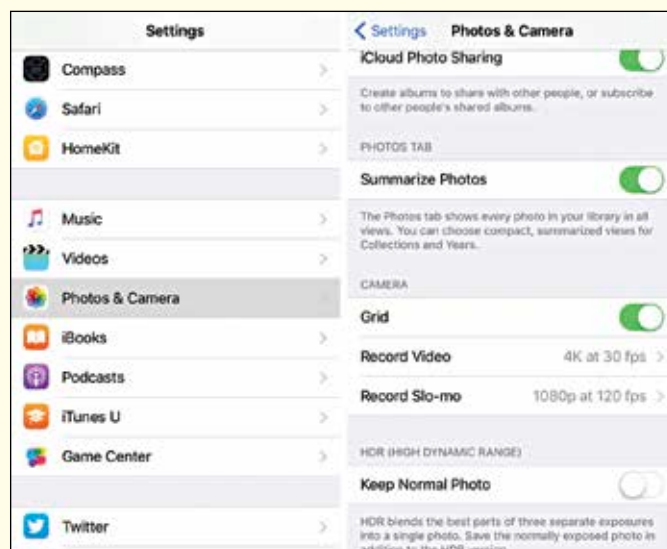 Settings
Compass
Safari
HomeKit
Music
Videos
Photos & Camera
iBooks
Podcasts
iTunes U
Game Center
Twitter
Settings Photos & Camera
iCloud Photo Sharing
Create albums to share with other people, or subscribe
to other people's shared albums.
PHOTOS TAB
Summarize Photos
The Photos tab shows every photo in your library in all
views. You can choose compact, summarized views for
Collections and Years.
CAMERA
Grid
Record Video 4K at 30 fps
Record Slo-mo 1080p at 120 fps
HDR (HIGH DYNAMIC RANGE)
Keep Normal Photo
HDR blends the best parts of three separate exposures
into a single photo. Save the normally exposed photo in
addition to the HDR version.